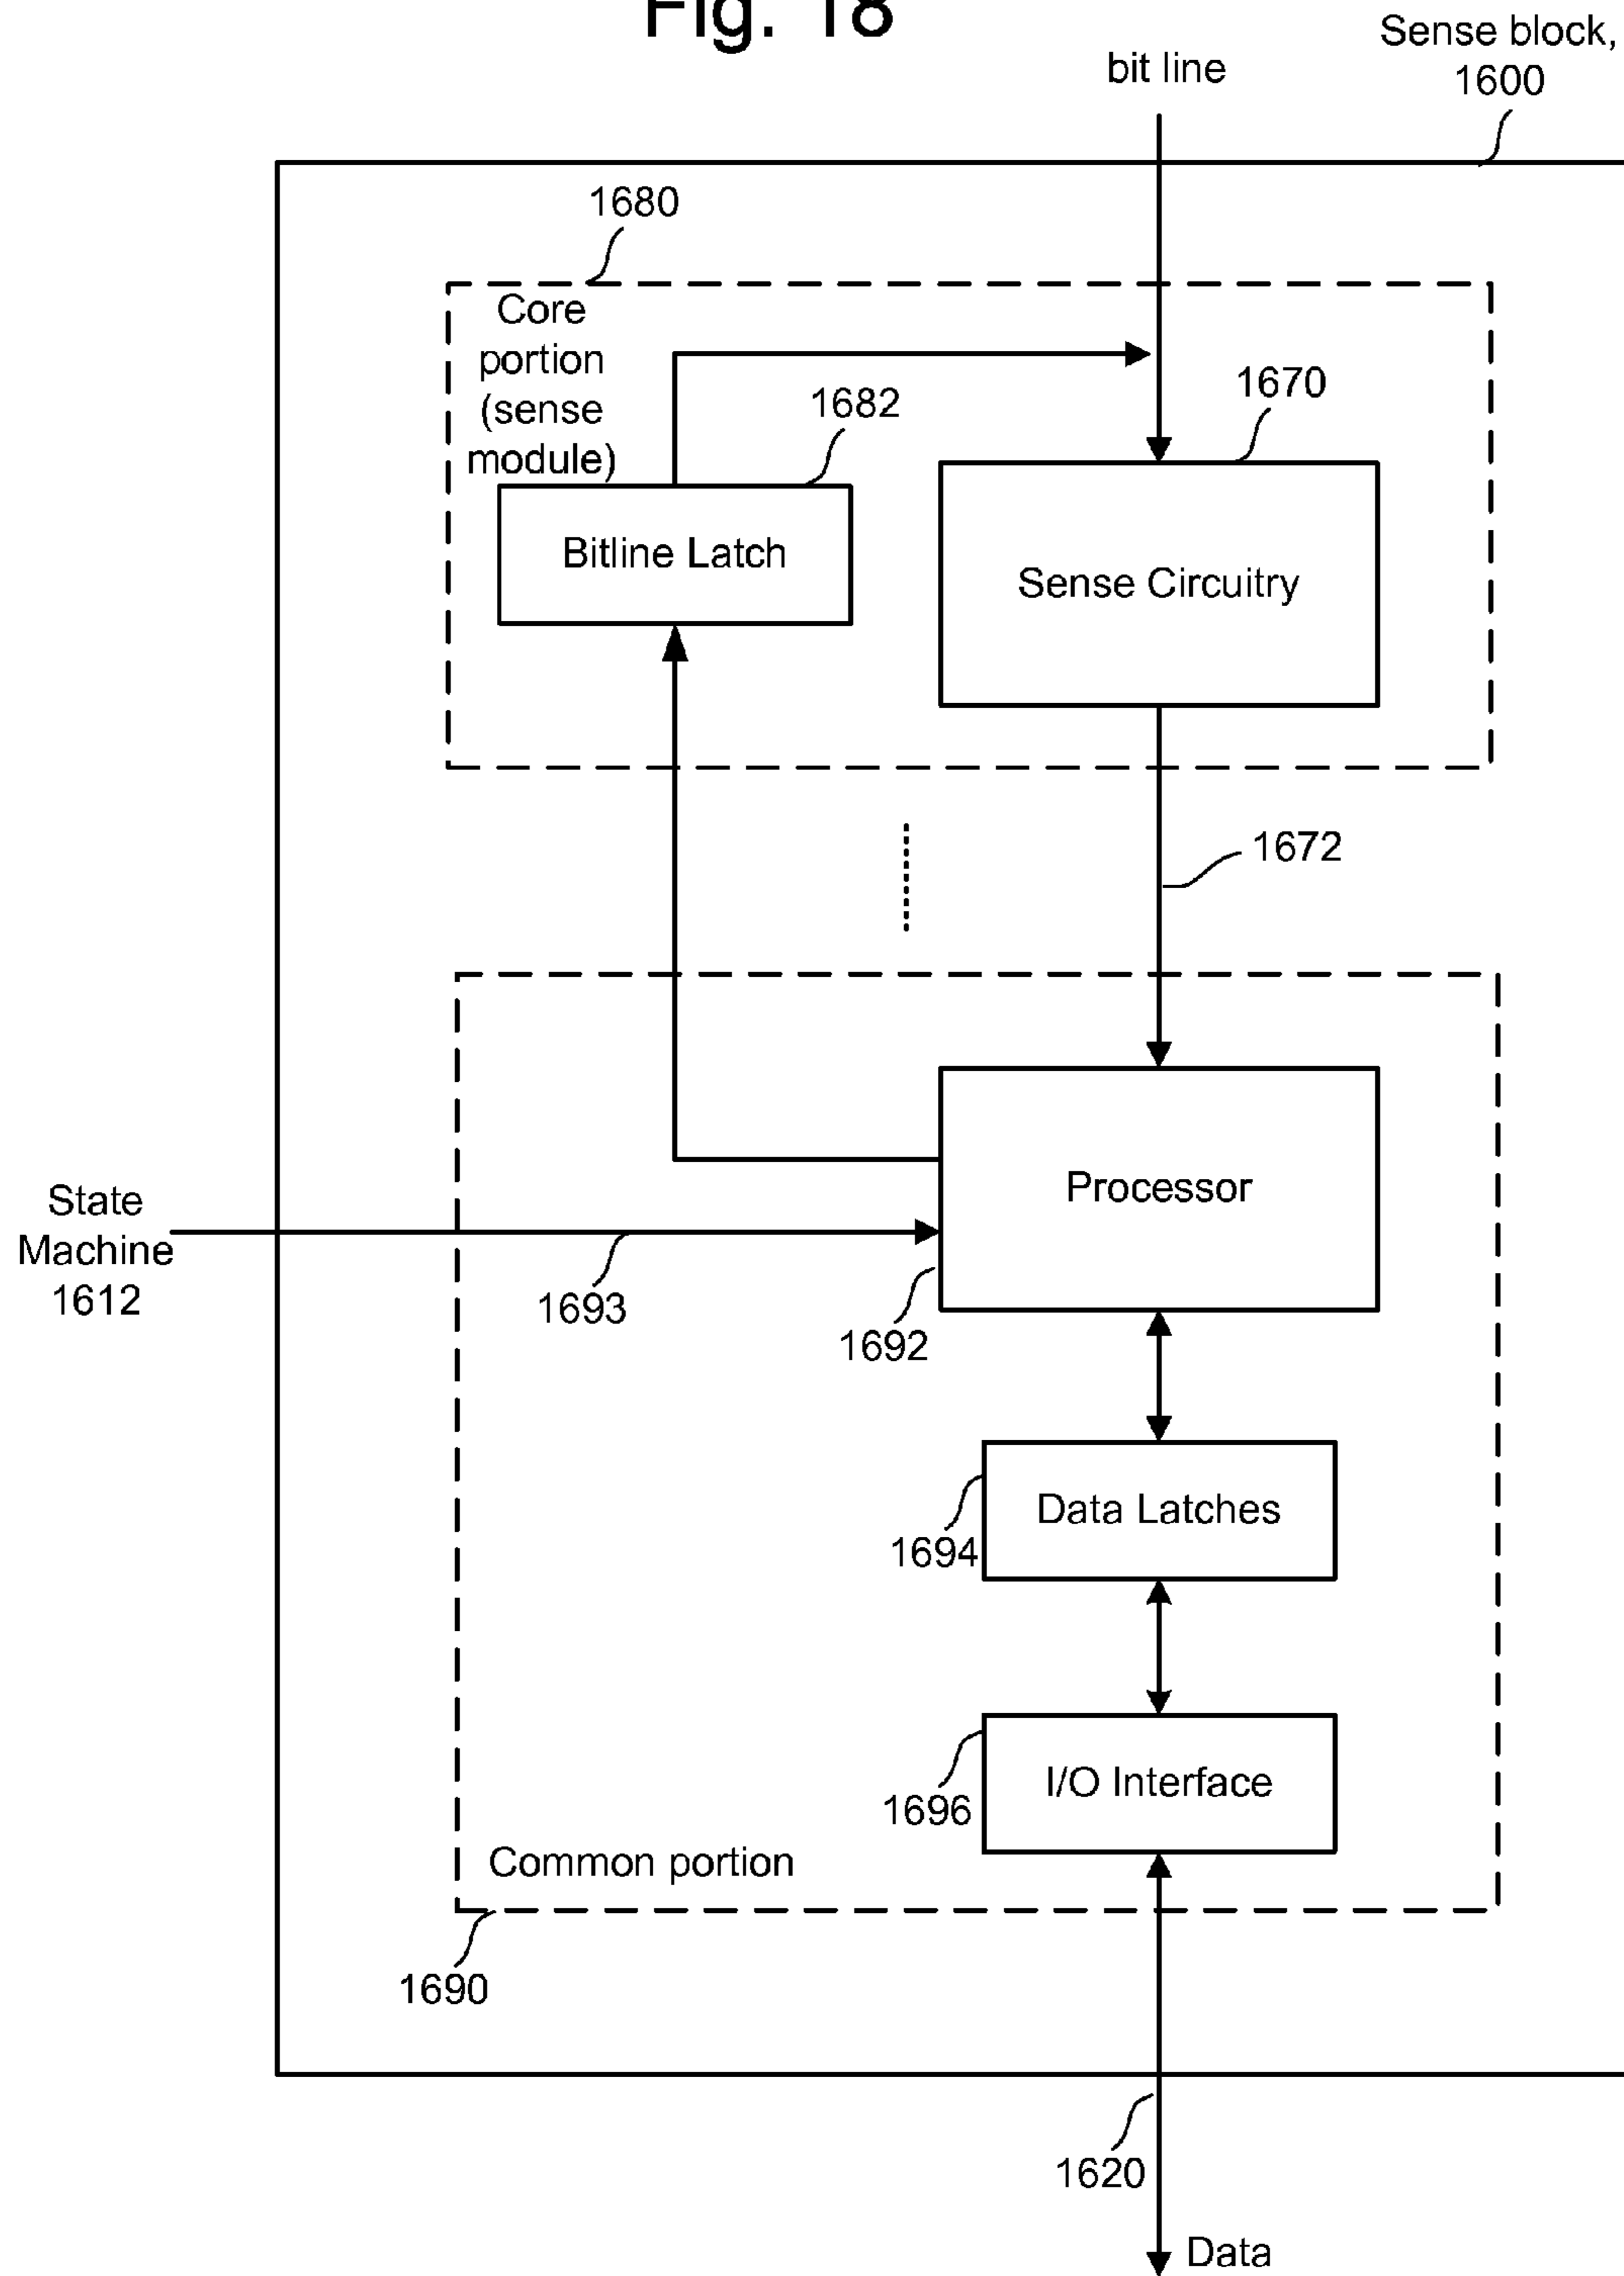 Fig. 18
Sense block,
1600
bit line
1680
Core
portion
(sense
module)
1682
1670
Bitline Latch
Sense Circuitry
1672
Processor
State
Machine
1612
1693
1692
Data Latches
1694
I/O Interface
1696
Common portion
1690
1620
Data